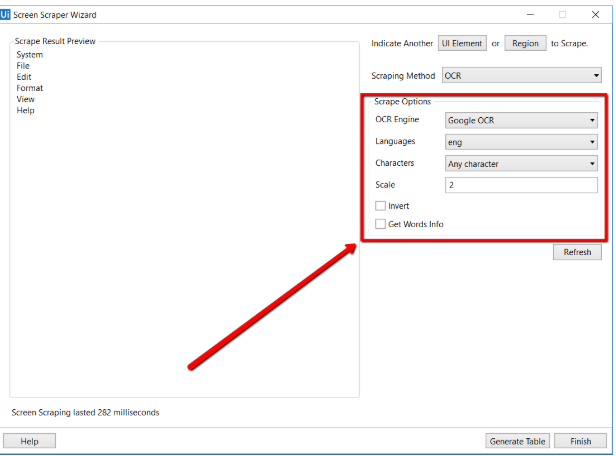 Ui Screen Scraper Wizard
Scrape Result Preview
System
File
Edit
Format
View
Help
Indicate Another UI Element or Region to Scrape.
Scraping Method OCR
Scrape Options
OCR Engine Google OCR
Languages eng
Characters Any character
Scale 2
Invert
Get Words Info
Refresh
Screen Scraping lasted 282 milliseconds
Help Generate Table Finish